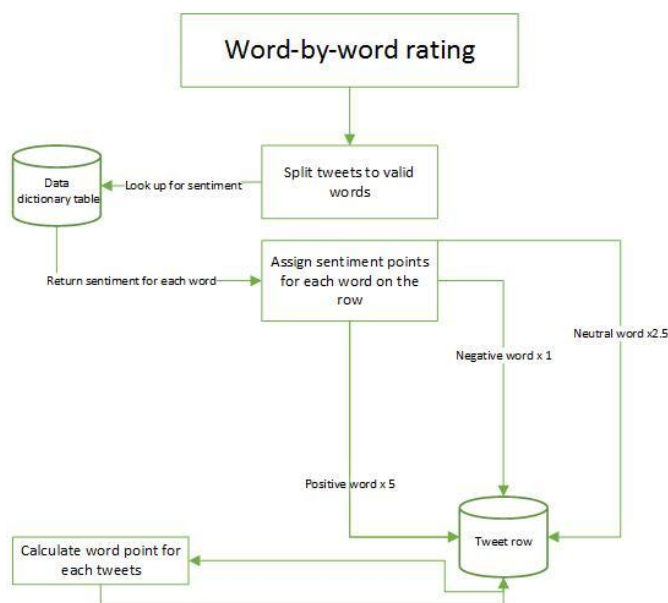 Word-by-word rating
Split tweets to valid
words
Data
dictionary table
Look up for sentiment
Return sentiment for each word
Assign sentiment points
for each word on the
row
Neutral word x2.5
Negative word x 1
Positive word x 5
Tweet row
Calculate word point for
each tweets